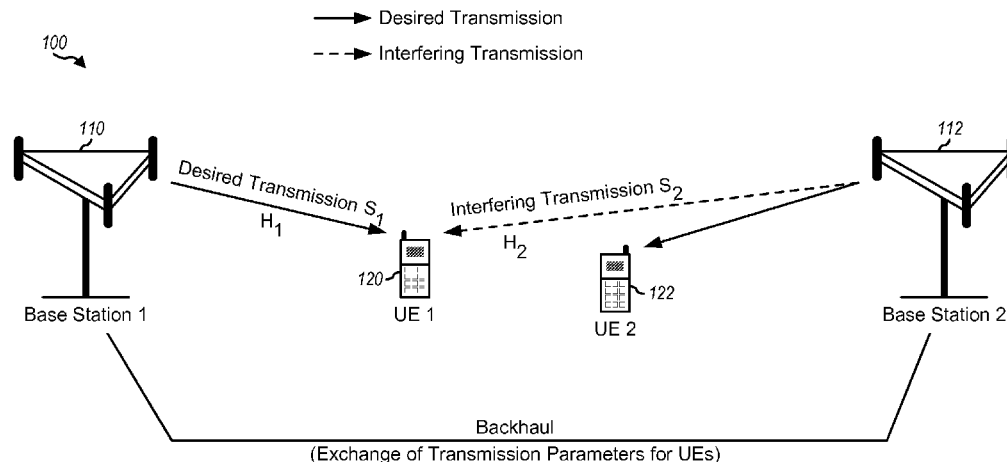 Desired Transmission
Interfering Transmission
100
110
112
Desired Transmission S1
H1
Interfering Transmission S2
H2
120
122
UE 1
UE 2
Base Station 1
Base Station 2
Backhaul
(Exchange of Transmission Parameters for UEs)